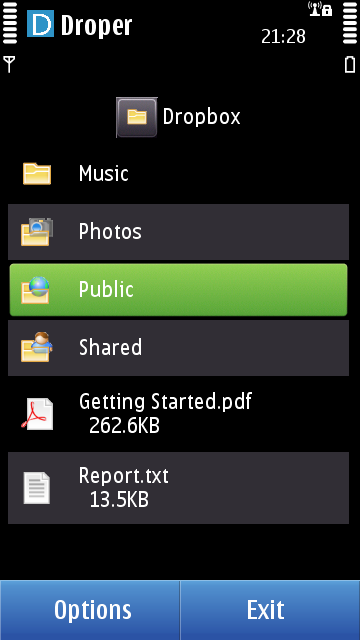 D Droper
21:28
Dropbox
Music
Photos
Public
Shared
Getting Started.pdf
262.6KB
Report.txt
13.5KB
Options Exit